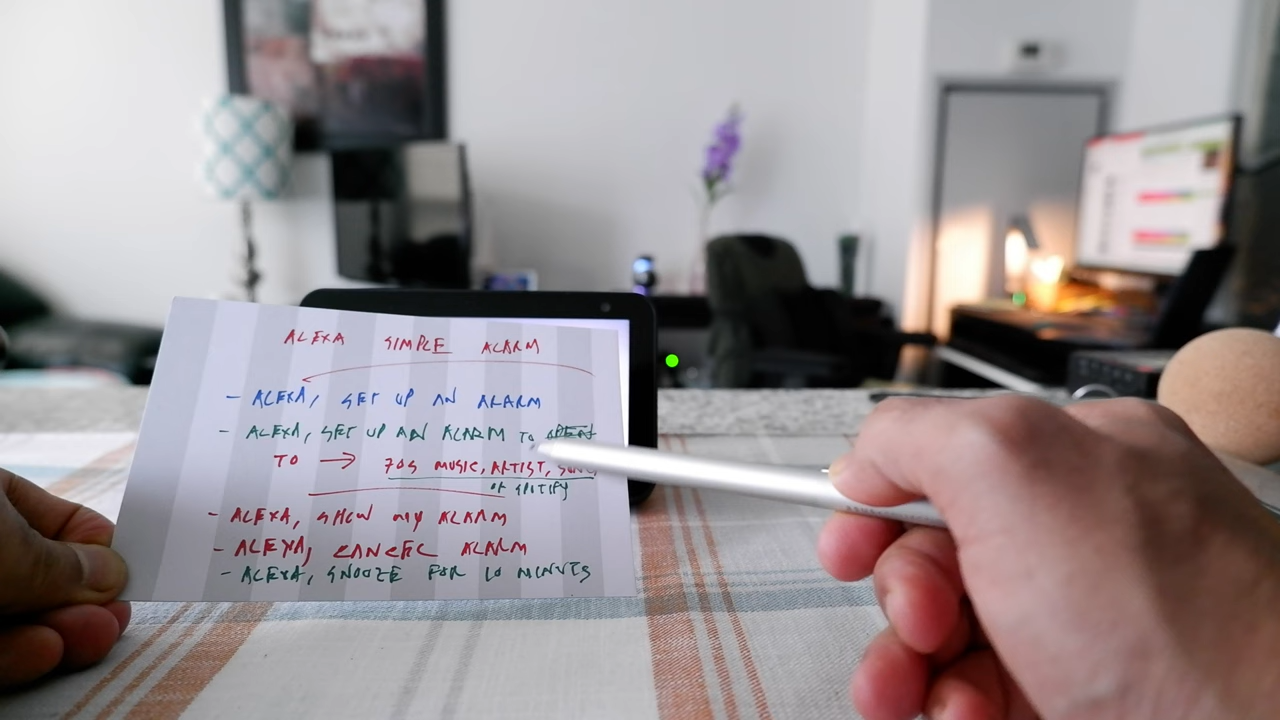 ALEXA SIMPLE ALARM
- ALEXA, SET UP AN ALARM
- ALEXA, SET UP AN ALARM TO
TO → 70S MUSIC, ARTIST, SONG
OF SPOTIFY
- ALEXA, SHOW MY ALARM
- ALEXA, CANCEL ALARM
- ALEXA, SNOOZE FOR 10 MINUTES